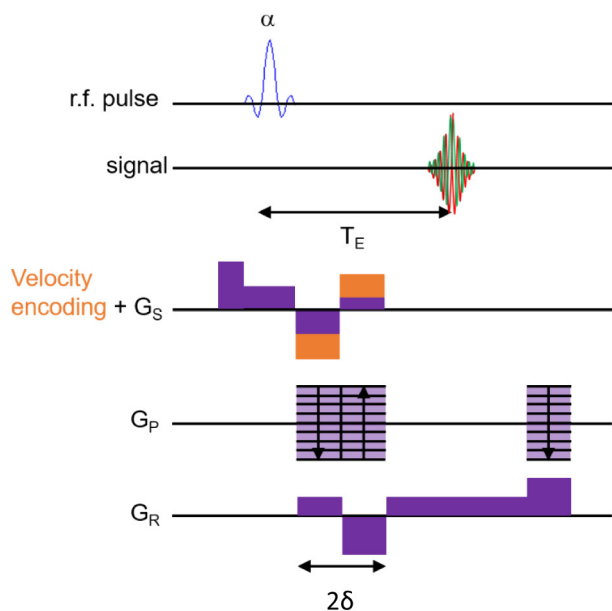 α
r.f. pulse
signal
T_E
Velocity
encoding + G_S
G_P
G_R
2δ